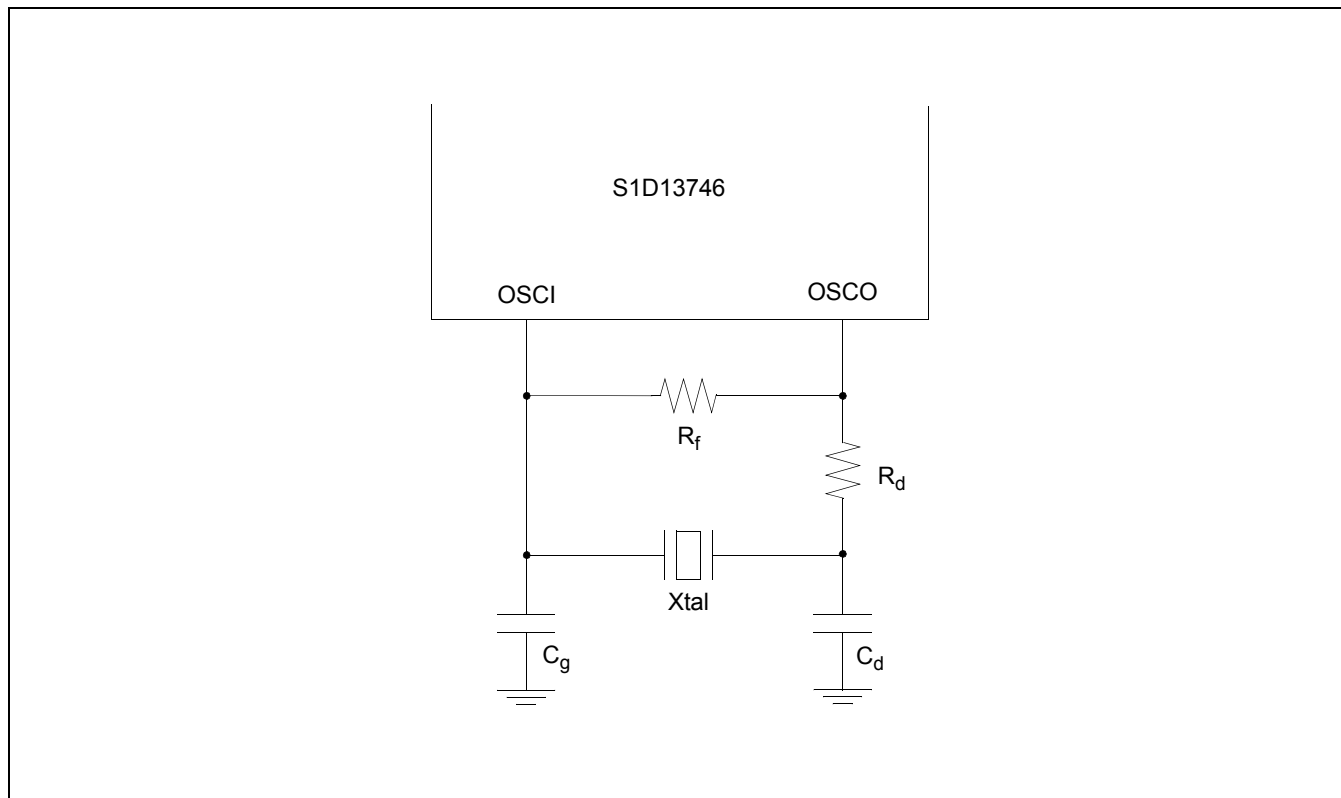 S1D13746
OSCI
OSCO
Rf
Rd
Xtal
Cg
Cd